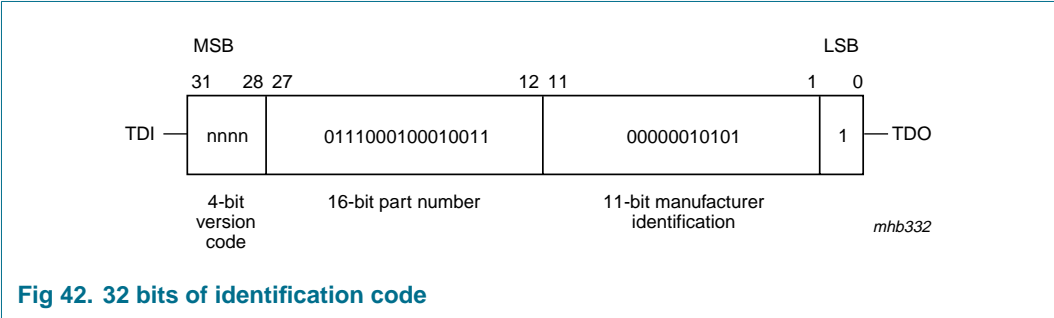 MSB LSB
31 28 27 12 11 1 0
TDI nnnn 0111000100010011 00000010101 1 TDO
4-bit 16-bit part number 11-bit manufacturer
version identification
code
mhb332
Fig 42. 32 bits of identification code